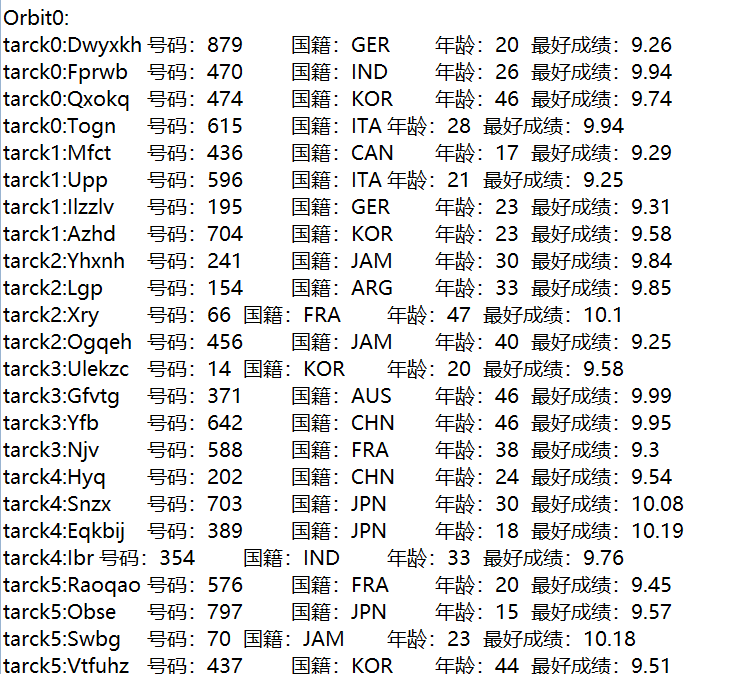 Orbit0:
tarck0:Dwyxkh 号码：879 国籍：GER 年龄：20 最好成绩：9.26
tarck0:Fprwb 号码：470 国籍：IND 年龄：26 最好成绩：9.94
tarck0:Qxokq 号码：474 国籍：KOR 年龄：46 最好成绩：9.74
tarck0:Togn 号码：615 国籍：ITA 年龄：28 最好成绩：9.94
tarck1:Mfct 号码：436 国籍：CAN 年龄：17 最好成绩：9.29
tarck1:Upp 号码：596 国籍：ITA 年龄：21 最好成绩：9.25
tarck1:Ilzzlv 号码：195 国籍：GER 年龄：23 最好成绩：9.31
tarck1:Azhd 号码：704 国籍：KOR 年龄：23 最好成绩：9.58
tarck2:Yhxnh 号码：241 国籍：JAM 年龄：30 最好成绩：9.84
tarck2:Lgp 号码：154 国籍：ARG 年龄：33 最好成绩：9.85
tarck2:Xry 号码：66 国籍：FRA 年龄：47 最好成绩：10.1
tarck2:Ogqeh 号码：456 国籍：JAM 年龄：40 最好成绩：9.25
tarck3:Ulekzc 号码：14 国籍：KOR 年龄：20 最好成绩：9.58
tarck3:Gfvtg 号码：371 国籍：AUS 年龄：46 最好成绩：9.99
tarck3:Yfb 号码：642 国籍：CHN 年龄：46 最好成绩：9.95
tarck3:Njv 号码：588 国籍：FRA 年龄：38 最好成绩：9.3
tarck4:Hyq 号码：202 国籍：CHN 年龄：24 最好成绩：9.54
tarck4:Snzx 号码：703 国籍：JPN 年龄：30 最好成绩：10.08
tarck4:Eqkbij 号码：389 国籍：JPN 年龄：18 最好成绩：10.19
tarck4:Ibr 号码：354 国籍：IND 年龄：33 最好成绩：9.76
tarck5:Raoqao 号码：576 国籍：FRA 年龄：20 最好成绩：9.45
tarck5:Obse 号码：797 国籍：JPN 年龄：15 最好成绩：9.57
tarck5:Swbg 号码：70 国籍：JAM 年龄：23 最好成绩：10.18
tarck5:Vtfuhz 号码：437 国籍：KOR 年龄：44 最好成绩：9.51